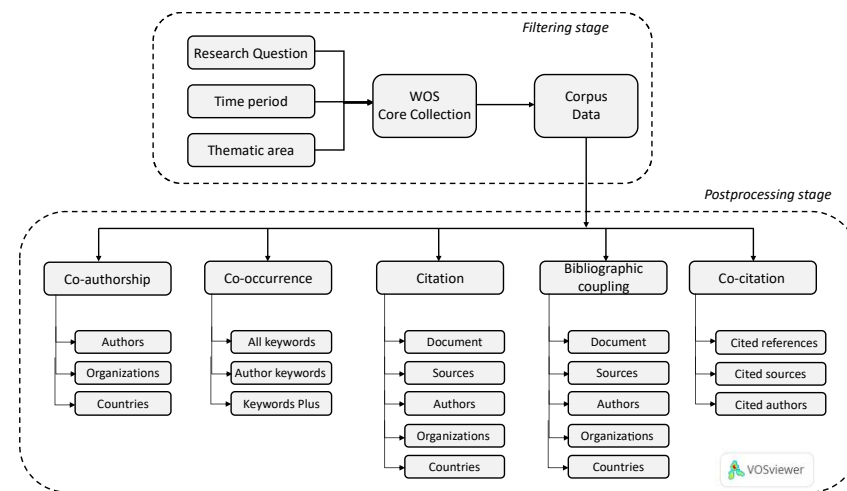 Filtering stage
Research Question
Time period
Thematic area
WOS
Core Collection
Corpus
Data
Postprocessing stage
Co-authorship
Authors
Organizations
Countries
Co-occurrence
All keywords
Author keywords
Keywords Plus
Citation
Document
Sources
Authors
Organizations
Countries
Bibliographic
coupling
Document
Sources
Authors
Organizations
Countries
Co-citation
Cited references
Cited sources
Cited authors
VOSviewer